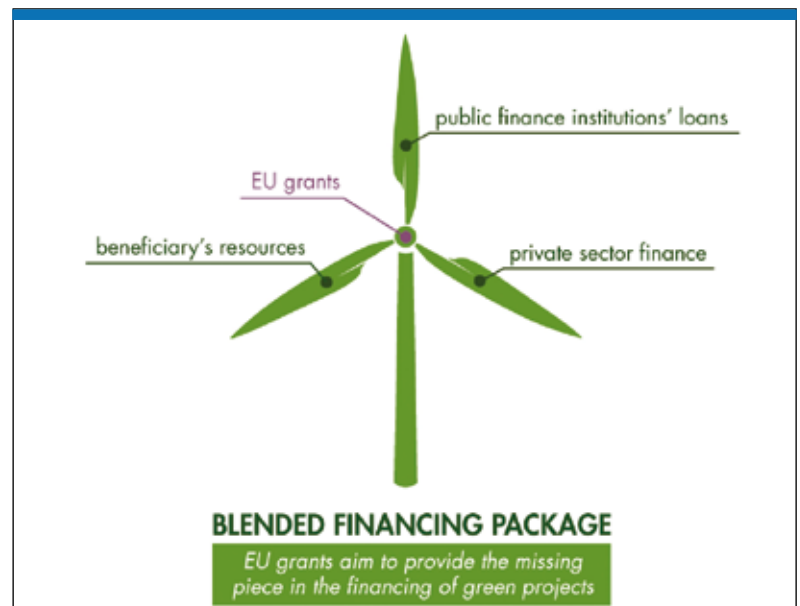 public finance institutions' loans
EU grants
beneficiary's resources
private sector finance
BLENDED FINANCING PACKAGE
EU grants aim to provide the missing
piece in the financing of green projects